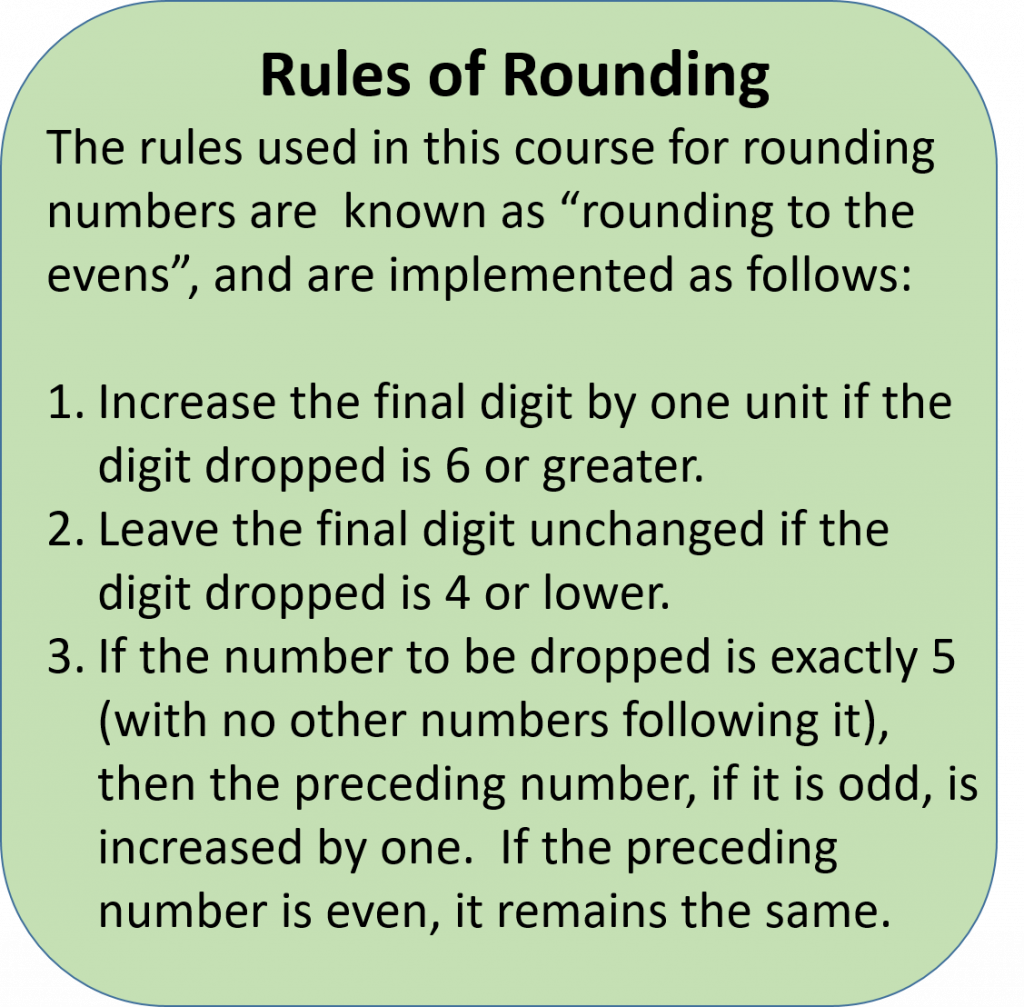 Rules of Rounding
The rules used in this course for rounding
numbers are  known as “rounding to the
evens”, and are implemented as follows:
1. Increase the final digit by one unit if the
digit dropped is 6 or greater.
2. Leave the final digit unchanged if the
digit dropped is 4 or lower.
3. If the number to be dropped is exactly 5
(with no other numbers following it),
then the preceding number, if it is odd, is
increased by one.  If the preceding
number is even, it remains the same.